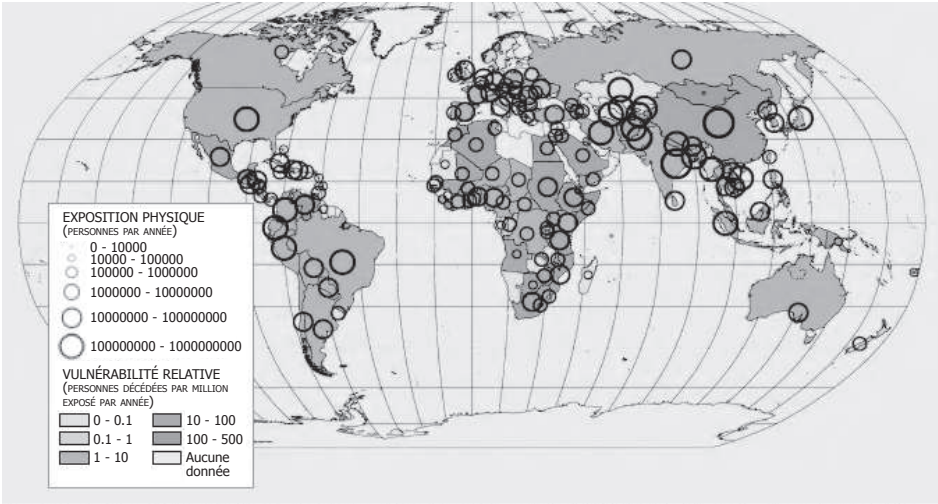 EXPOSITION PHYSIQUE
(PERSONNES PAR ANNÉE)
0 - 10000
10000 - 100000
100000 - 1000000
1000000 - 10000000
10000000 - 100000000
100000000 - 1000000000
VULNÉRABILITÉ RELATIVE
(PERSONNES DÉCÉDÉES PAR MILLION
EXPOSÉ PAR ANNÉE)
0 - 0.1
0.1 - 1
1 - 10
10 - 100
100 - 500
Aucune
donnée